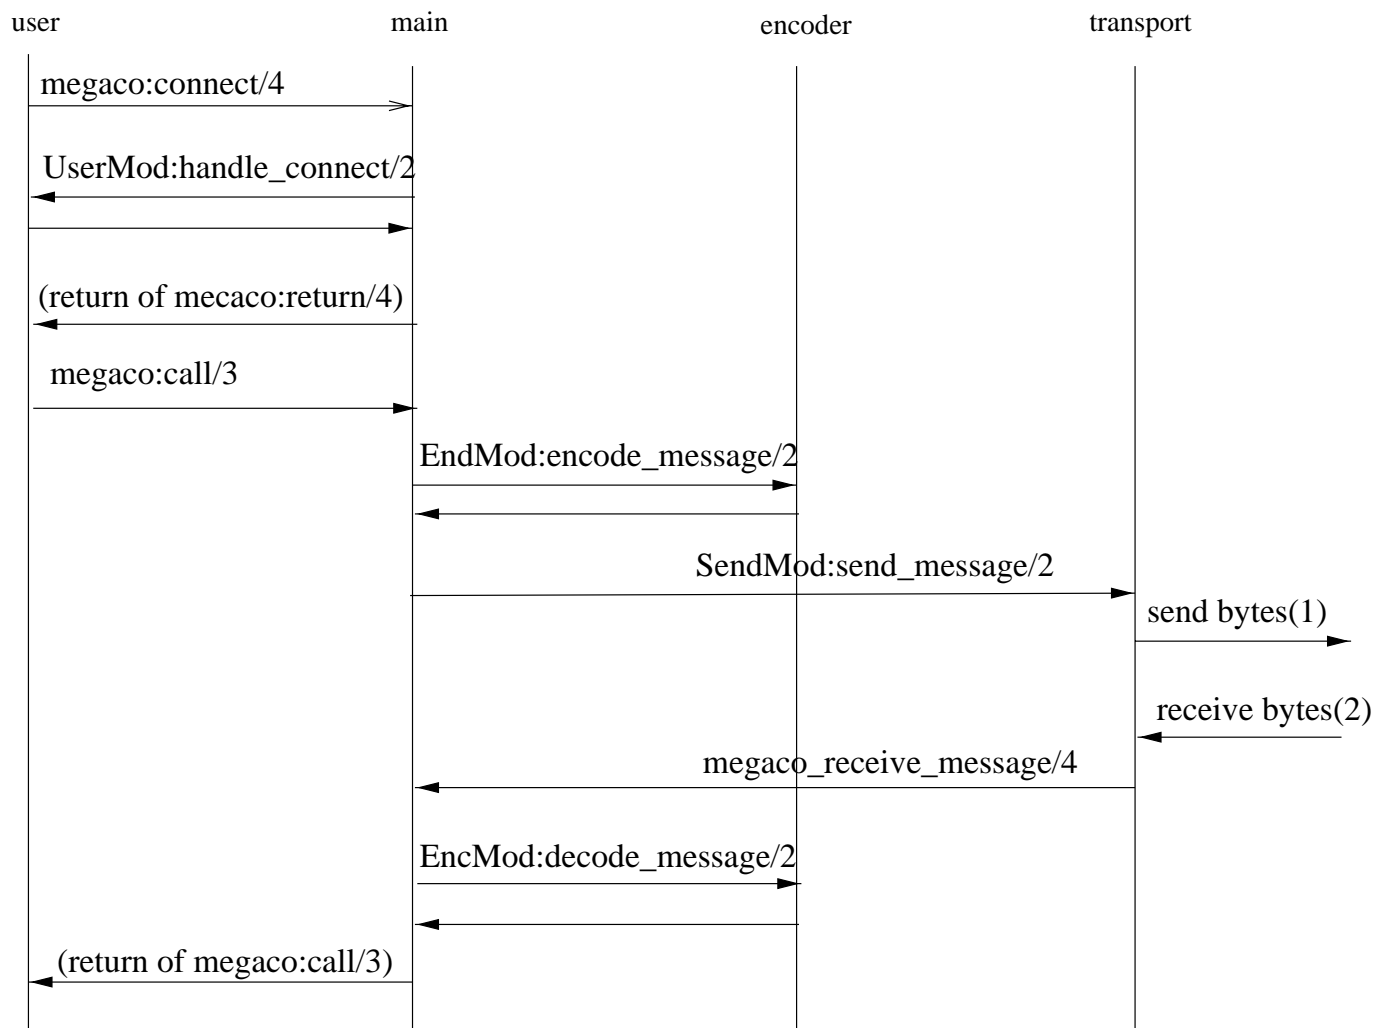 user
main
encoder
transport
megaco:connect/4
UserMod:handle_connect/2
(return of mecaco:return/4)
megaco:call/3
EndMod:encode_message/2
SendMod:send_message/2
send bytes(1)
receive bytes(2)
megaco_receive_message/4
EncMod:decode_message/2
(return of megaco:call/3)